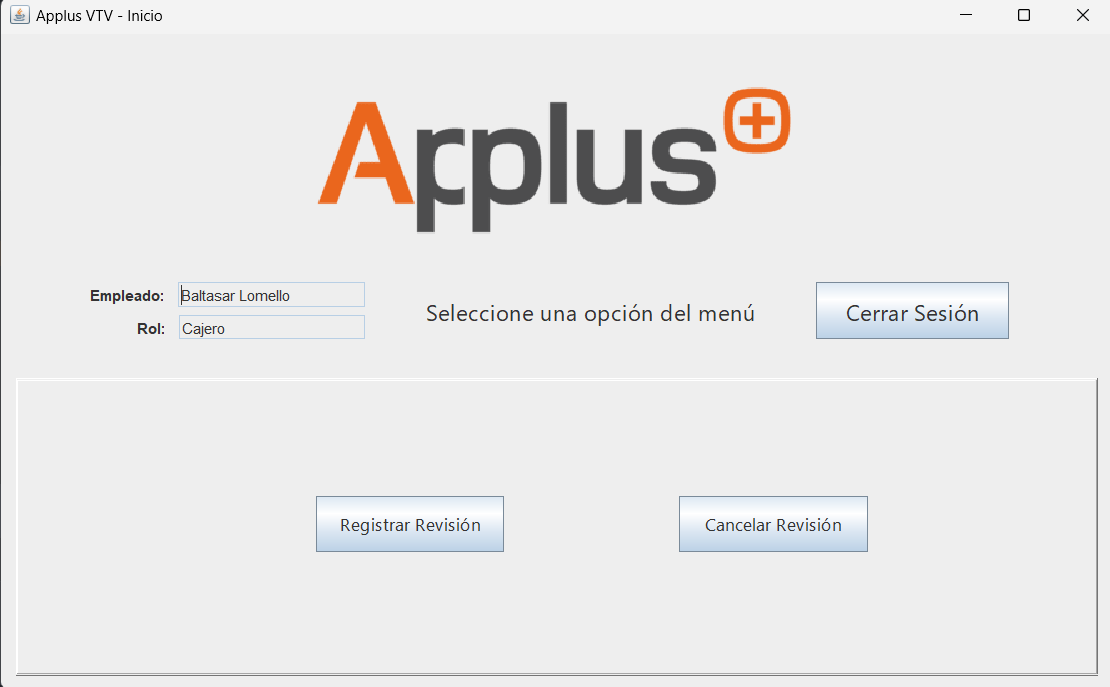 Applus VTV - Inicio
Applus+
Empleado: Baltasar Lomello
Rol: Cajero
Seleccione una opción del menú
Cerrar Sesión
Registrar Revisión
Cancelar Revisión